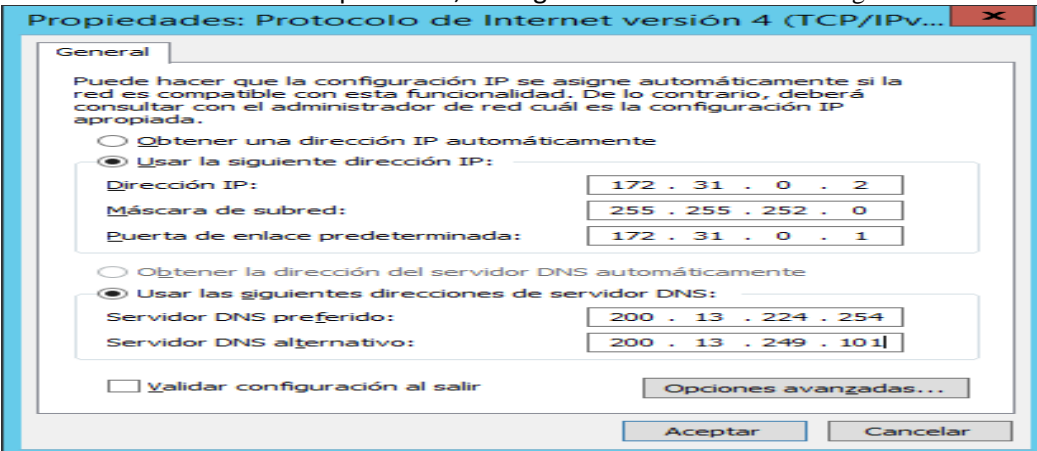 Propiedades: Protocolo de Internet versión 4 (TCP/IPv...
General
Puede hacer que la configuración IP se asigne automáticamente si la
red es compatible con esta funcionalidad. De lo contrario, deberá
consultar con el administrador de red cuál es la configuración IP
apropiada.
Obtener una dirección IP automáticamente
Usar la siguiente dirección IP:
Dirección IP: 172 . 31 . 0 . 2
Máscara de subred: 255 . 255 . 252 . 0
Puerta de enlace predeterminada: 172 . 31 . 0 . 1
Obtener la dirección del servidor DNS automáticamente
Usar las siguientes direcciones de servidor DNS:
Servidor DNS preferido: 200 . 13 . 224 . 254
Servidor DNS alternativo: 200 . 13 . 249 . 101
Validar configuración al salir
Opciones avanzadas...
Aceptar Cancelar